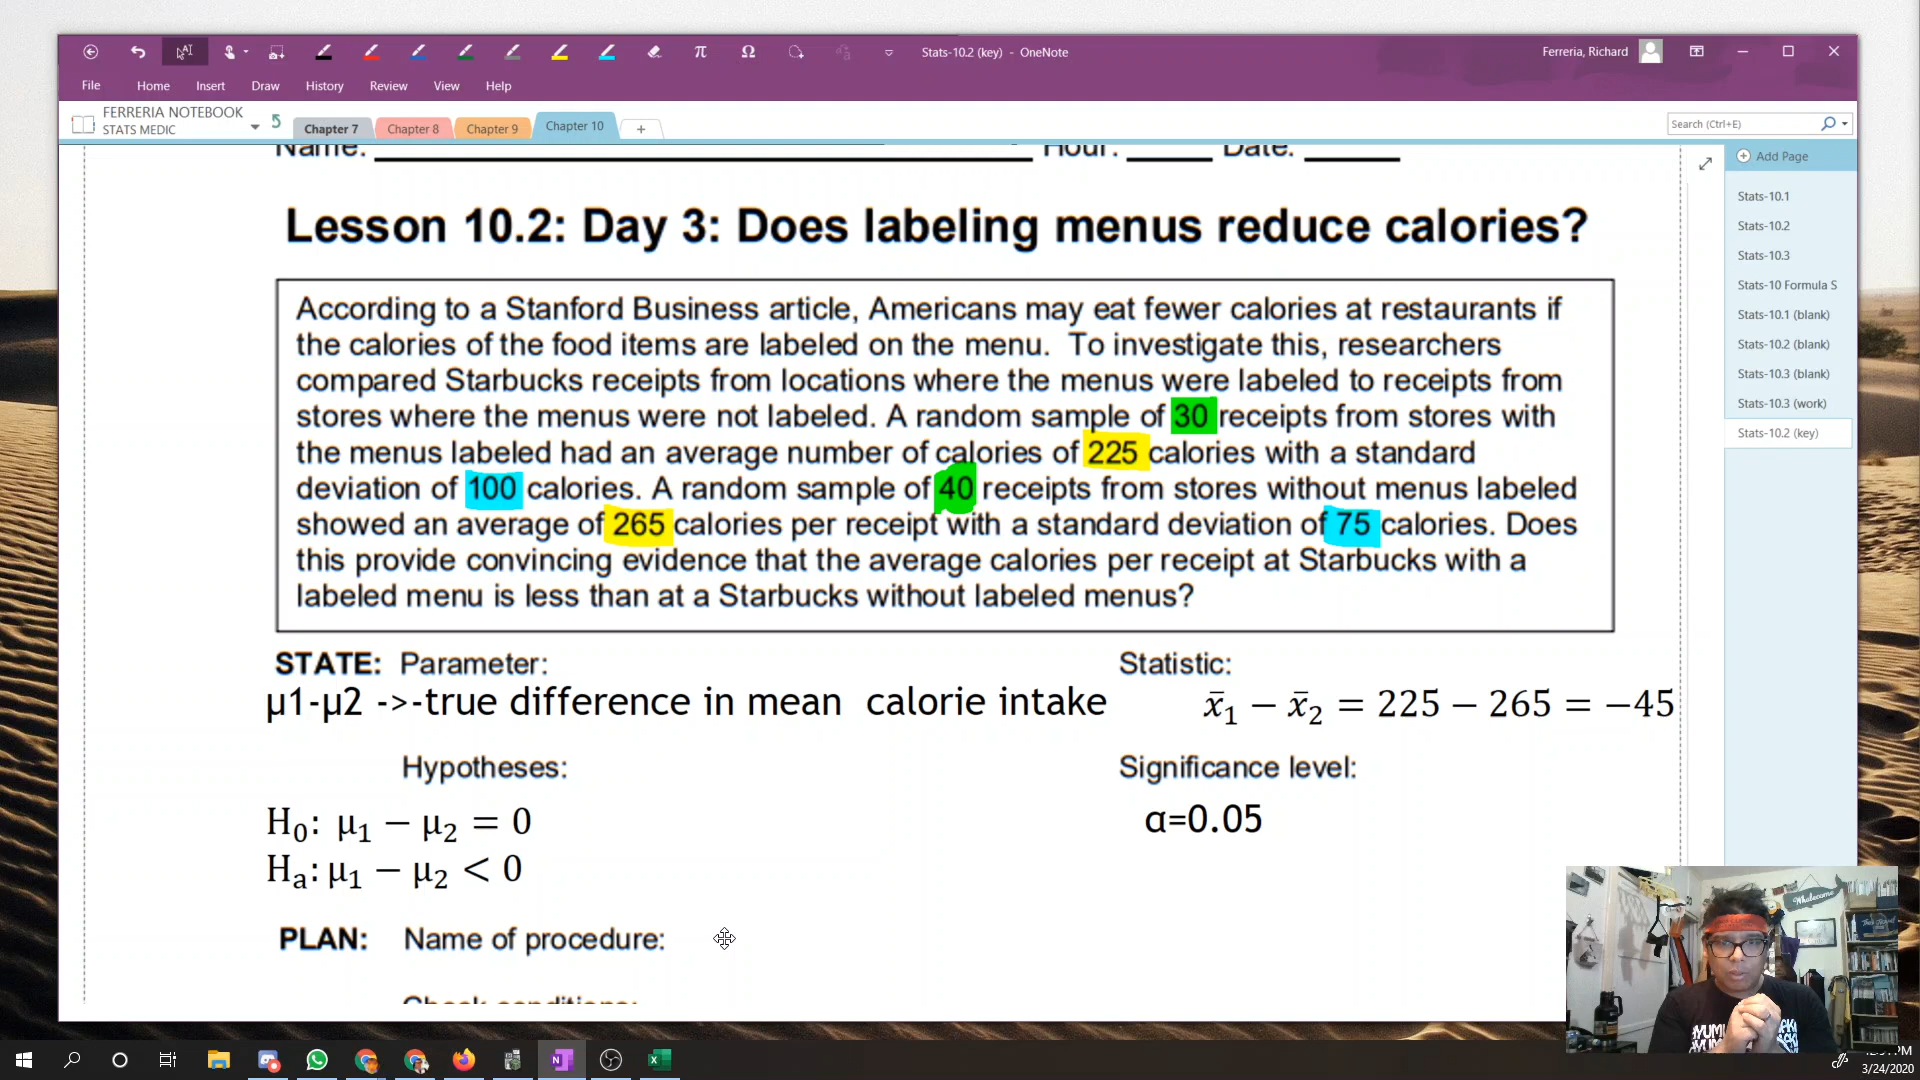 Stats-10.2 (key) - OneNote
Ferreria, Richard
File Home Insert Draw History Review View Help
FERRERIA NOTEBOOK
STATS MEDIC
Chapter 7 Chapter 8 Chapter 9 Chapter 10 +
Search (Ctrl+E)
Add Page
Stats-10.1
Stats-10.2
Stats-10.3
Stats-10 Formula S
Stats-10.1 (blank)
Stats-10.2 (blank)
Stats-10.3 (blank)
Stats-10.3 (work)
Stats-10.2 (key)
Name: Hour: Date:
Lesson 10.2: Day 3: Does labeling menus reduce calories?
According to a Stanford Business article, Americans may eat fewer calories at restaurants if
the calories of the food items are labeled on the menu. To investigate this, researchers
compared Starbucks receipts from locations where the menus were labeled to receipts from
stores where the menus were not labeled. A random sample of 30 receipts from stores with
the menus labeled had an average number of calories of 225 calories with a standard
deviation of 100 calories. A random sample of 40 receipts from stores without menus labeled
showed an average of 265 calories per receipt with a standard deviation of 75 calories. Does
this provide convincing evidence that the average calories per receipt at Starbucks with a
labeled menu is less than at a Starbucks without labeled menus?
STATE: Parameter: Statistic:
μ1-μ2 ->-true difference in mean calorie intake x̄₁ − x̄₂ = 225 − 265 = −45
Hypotheses: Significance level:
H₀: μ₁ − μ₂ = 0
α=0.05
Hₐ: μ₁ − μ₂ < 0
PLAN: Name of procedure:
Check conditions:
3/24/2020